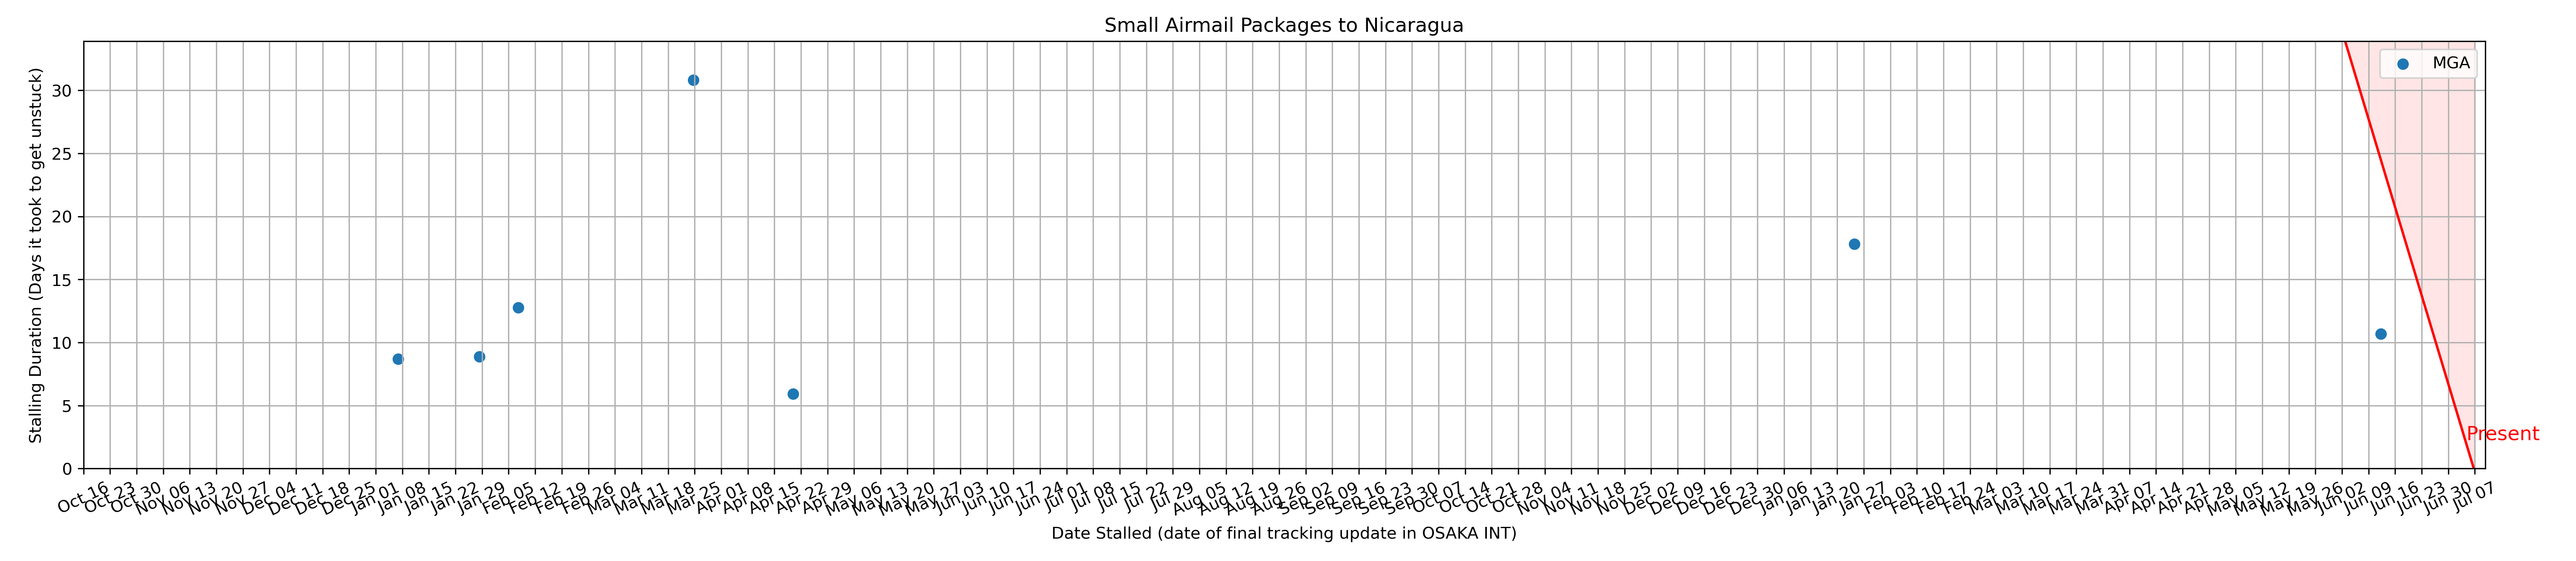 Small Airmail Packages to Nicaragua
MGA
Stalling Duration (Days it took to get unstuck)
30
25
20
15
10
5
0
Present
Oct 16
Oct 23
Oct 30
Nov 06
Nov 13
Nov 20
Nov 27
Dec 04
Dec 11
Dec 18
Dec 25
Jan 01
Jan 08
Jan 15
Jan 22
Jan 29
Feb 05
Feb 12
Feb 19
Feb 26
Mar 04
Mar 11
Mar 18
Mar 25
Apr 01
Apr 08
Apr 15
Apr 22
Apr 29
May 06
May 13
May 20
May 27
Jun 03
Jun 10
Jun 17
Jun 24
Jul 01
Jul 08
Jul 15
Jul 22
Jul 29
Aug 05
Aug 12
Aug 19
Aug 26
Sep 02
Sep 09
Sep 16
Sep 23
Sep 30
Oct 07
Oct 14
Oct 21
Oct 28
Nov 04
Nov 11
Nov 18
Nov 25
Dec 02
Dec 09
Dec 16
Dec 23
Dec 30
Jan 06
Jan 13
Jan 20
Jan 27
Feb 03
Feb 10
Feb 17
Feb 24
Mar 03
Mar 10
Mar 17
Mar 24
Mar 31
Apr 07
Apr 14
Apr 21
Apr 28
May 05
May 12
May 19
May 26
Jun 02
Jun 09
Jun 16
Jun 23
Jun 30
Jul 07
Date Stalled (date of final tracking update in OSAKA INT)